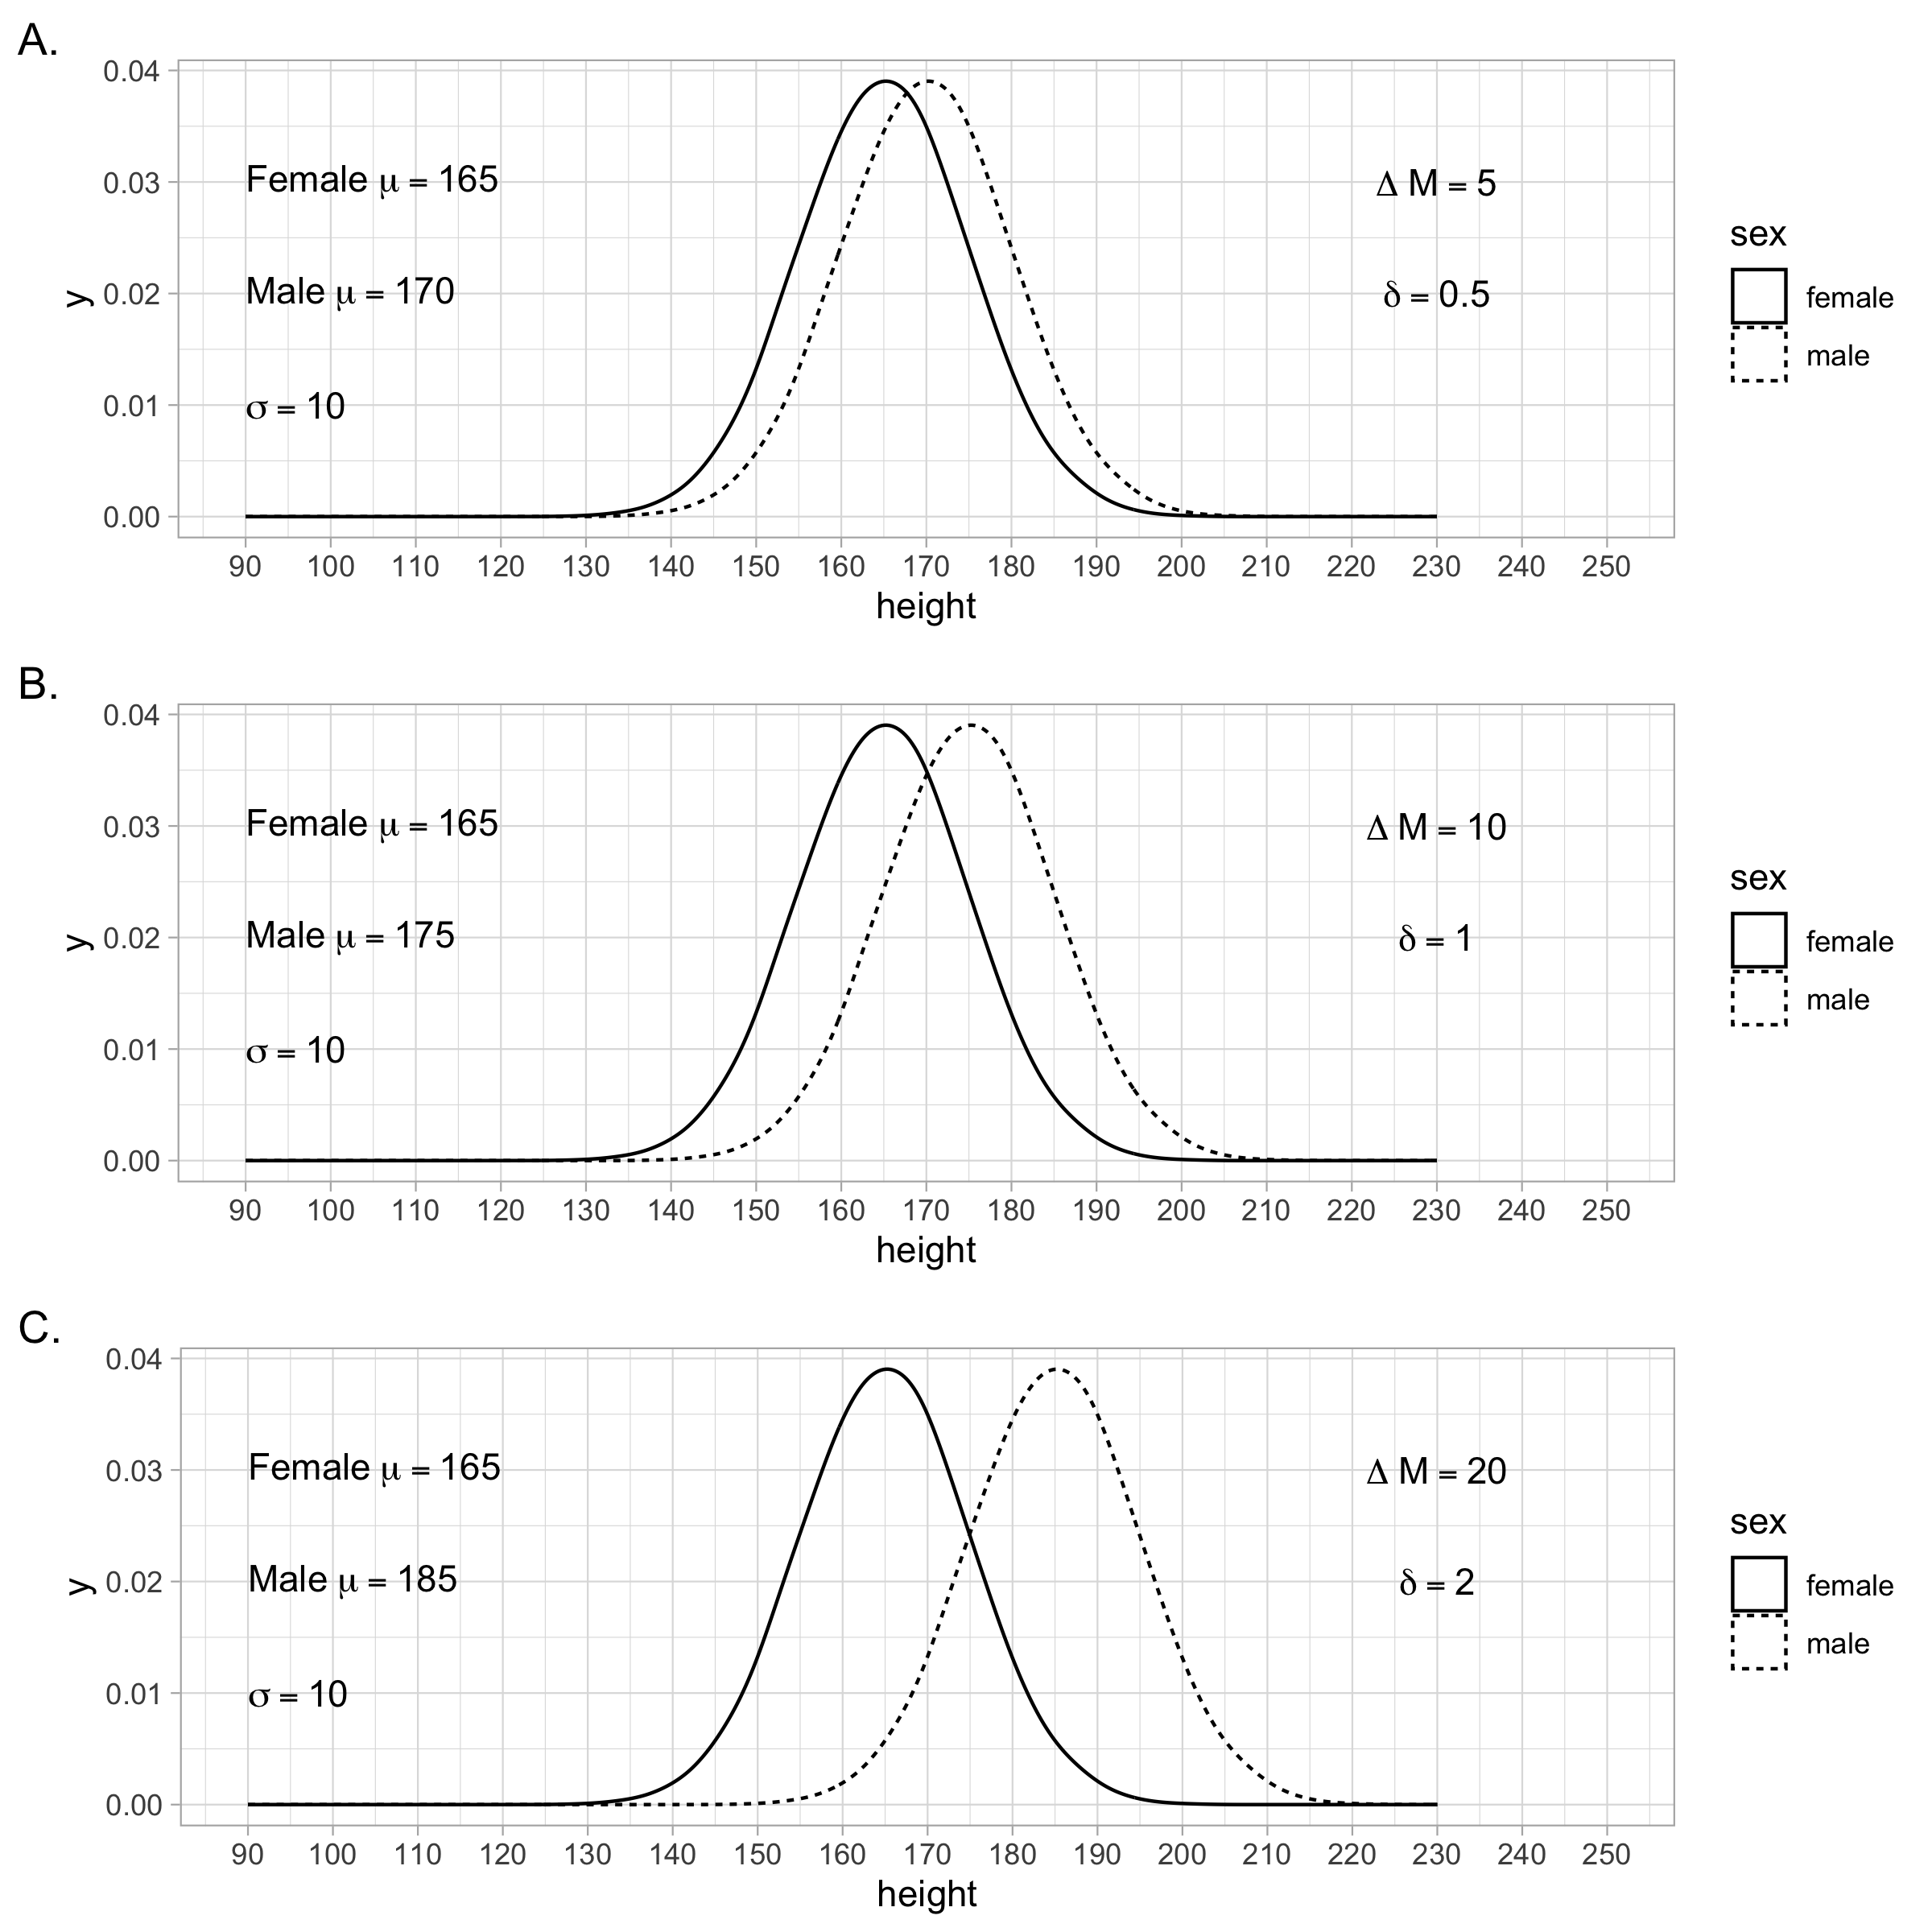 A.
0.04
0.03
0.02
0.01
0.00
y
Female μ = 165
Male μ = 170
σ = 10
Δ M = 5
δ = 0.5
90 100 110 120 130 140 150 160 170 180 190 200 210 220 230 240 250
height
sex
female
male
B.
0.04
0.03
0.02
0.01
0.00
y
Female μ = 165
Male μ = 175
σ = 10
Δ M = 10
δ = 1
90 100 110 120 130 140 150 160 170 180 190 200 210 220 230 240 250
height
sex
female
male
C.
0.04
0.03
0.02
0.01
0.00
y
Female μ = 165
Male μ = 185
σ = 10
Δ M = 20
δ = 2
90 100 110 120 130 140 150 160 170 180 190 200 210 220 230 240 250
height
sex
female
male